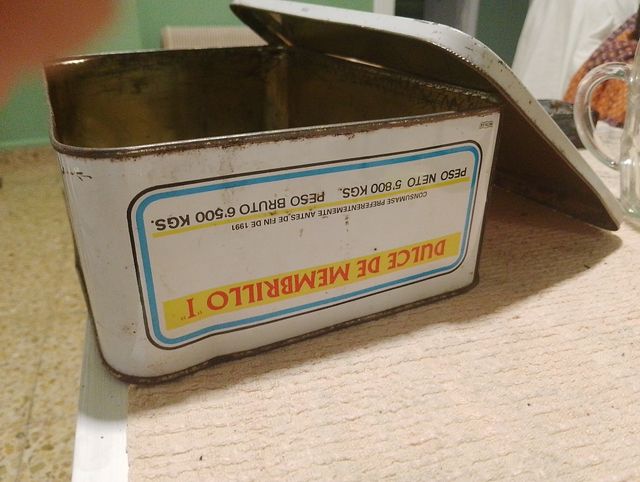 DULCE DE MEMBRILLO "I"
CONSUMASE PREFERENTEMENTE ANTES DE FIN DE 1991
PESO NETO 5'800 KGS. PESO BRUTO 6'500 KGS.